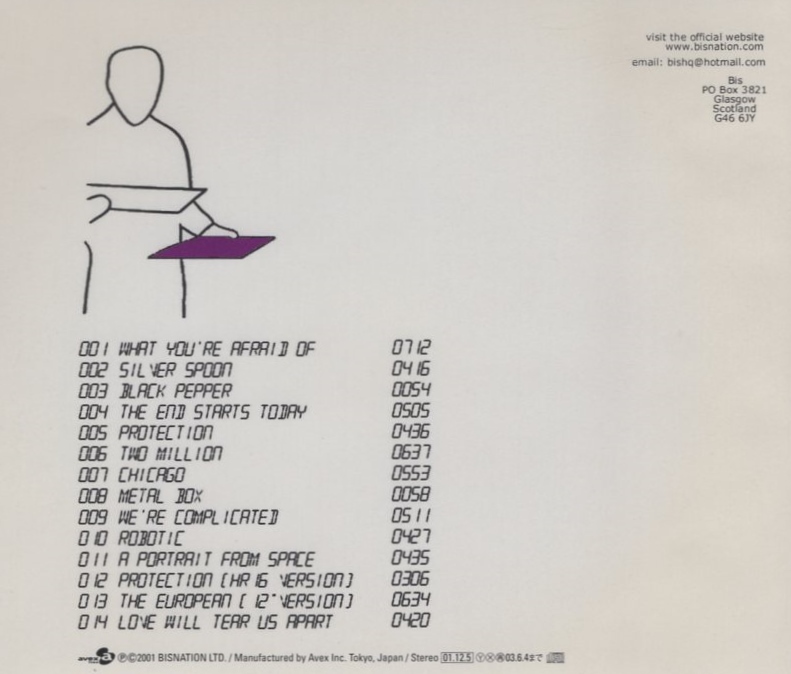 visit the official website
www.bisnation.com
email: bishq@hotmail.com
Bis
PO Box 3821
Glasgow
Scotland
G46 6JY
001 WHAT YOU'RE AFRAID OF 0712
002 SILVER SPOON 0416
003 BLACK PEPPER 0054
004 THE END STARTS TODAY 0505
005 PROTECTION 0436
006 TWO MILLION 0637
007 CHICAGO 0553
008 METAL BOX 0058
009 WE'RE COMPLICATED 0511
010 ROBOTIC 0427
011 A PORTRAIT FROM SPACE 0435
012 PROTECTION (HR16 VERSION) 0306
013 THE EUROPEAN (12" VERSION) 0634
014 LOVE WILL TEAR US APART 0420
avex ℗©2001 BISNATION LTD. / Manufactured by Avex Inc. Tokyo, Japan / Stereo 01.12.5 Ⓨ Ⓧ 03.6.4まで